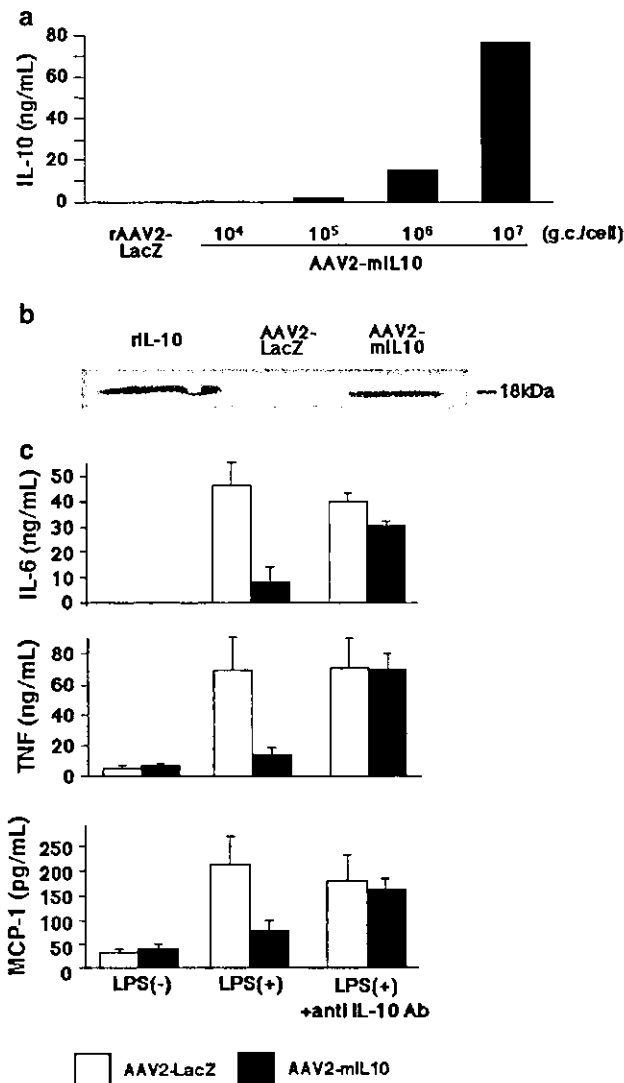 a
IL-10 (ng/mL)
80
60
40
20
0
rAAV2-
LacZ
10⁴ 10⁵ 10⁶ 10⁷ (g.c./cell)
AAV2-mIL10
b
rIL-10 AAV2-
LacZ AAV2-
mIL10
18kDa
c
IL-6 (ng/mL)
50
40
30
20
10
0
TNF (ng/mL)
80
60
40
20
0
MCP-1 (pg/mL)
250
200
150
100
50
0
LPS(-) LPS(+) LPS(+)
+anti IL-10 Ab
AAV2-LacZ AAV2-mIL10